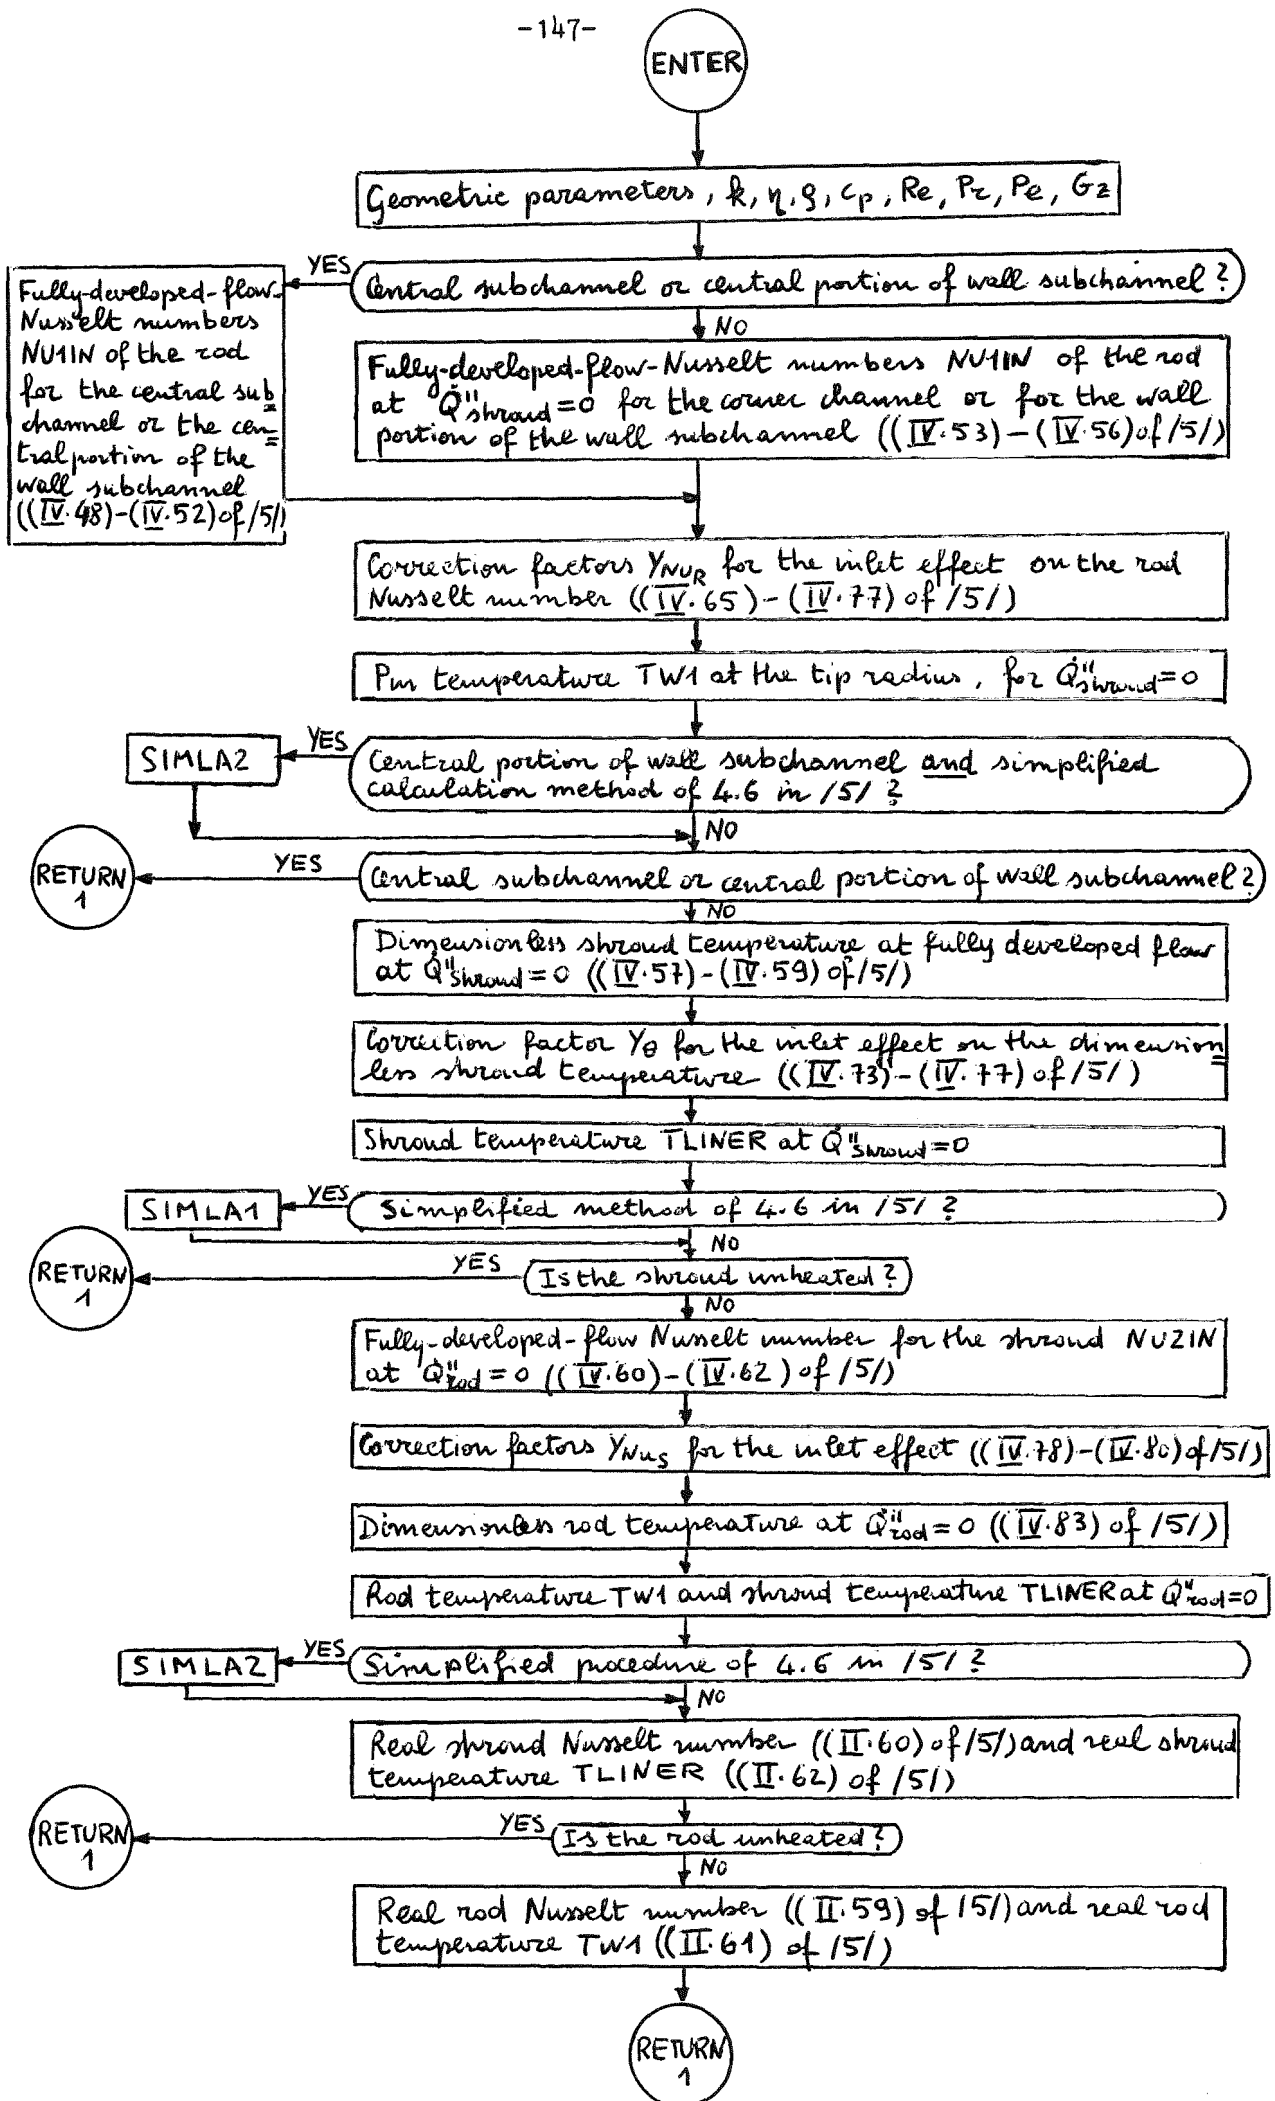 -147-
ENTER
Geometric parameters, k, η, ρ, cp, Re, Pr, Pe, Gz
YES
Central subchannel or central portion of wall subchannel?
NO
Fully-developed-flow-
Nusselt numbers
NU1IN of the rod
for the central sub
channel or the cen
tral portion of the
wall subchannel
((IV.48)-(IV.52) of /5/)
Fully-developed-flow-Nusselt numbers NU1IN of the rod
at Q̇"shroud=0 for the corner channel or for the wall
portion of the wall subchannel ((IV.53)-(IV.56) of /5/)
Correction factors YNUR for the inlet effect on the rod
Nusselt number ((IV.65)-(IV.77) of /5/)
Pin temperature TW1 at the tip radius, for Q̇"shroud=0
SIMLA2
YES
Central portion of wall subchannel and simplified
calculation method of 4.6 in /5/ ?
NO
RETURN
1
YES
Central subchannel or central portion of wall subchannel?
NO
Dimensionless shroud temperature at fully developed flow
at Q̇"shroud=0 ((IV.57)-(IV.59) of /5/)
Correction factor Yθ for the inlet effect on the dimension
less shroud temperature ((IV.73)-(IV.77) of /5/)
Shroud temperature TLINER at Q̇"shroud=0
SIMLA1
YES
Simplified method of 4.6 in /5/ ?
NO
RETURN
1
YES
Is the shroud unheated?
NO
Fully-developed-flow Nusselt number for the shroud NU2IN
at Q̇"rod=0 ((IV.60)-(IV.62) of /5/)
Correction factors YNuS for the inlet effect ((IV.78)-(IV.80) of /5/)
Dimensionless rod temperature at Q̇"rod=0 ((IV.83) of /5/)
Rod temperature TW1 and shroud temperature TLINER at Q̇"rod=0
SIMLA2
YES
Simplified procedure of 4.6 in /5/ ?
NO
Real shroud Nusselt number ((II.60) of /5/) and real shroud
temperature TLINER ((II.62) of /5/)
RETURN
1
YES
Is the rod unheated?
NO
Real rod Nusselt number ((II.59) of /5/) and real rod
temperature TW1 ((II.61) of /5/)
RETURN
1